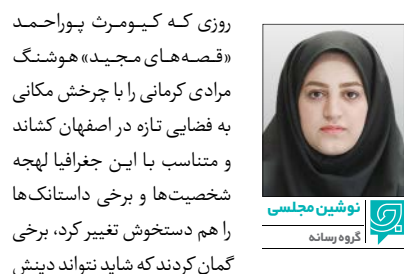 روزی که کیومرث پوراحمد
«قصه‌های مجید» هوشنگ
مرادی کرمانی را با چرخش مکانی
به فضایی تازه در اصفهان کشاند
و متناسب با این جغرافیا لهجه
شخصیت‌ها و برخی داستانک‌ها
را هم دستخوش تغییر کرد، برخی
گمان کردند که شاید نتواند دینش
نوشین مجلسی
گروه رسانه